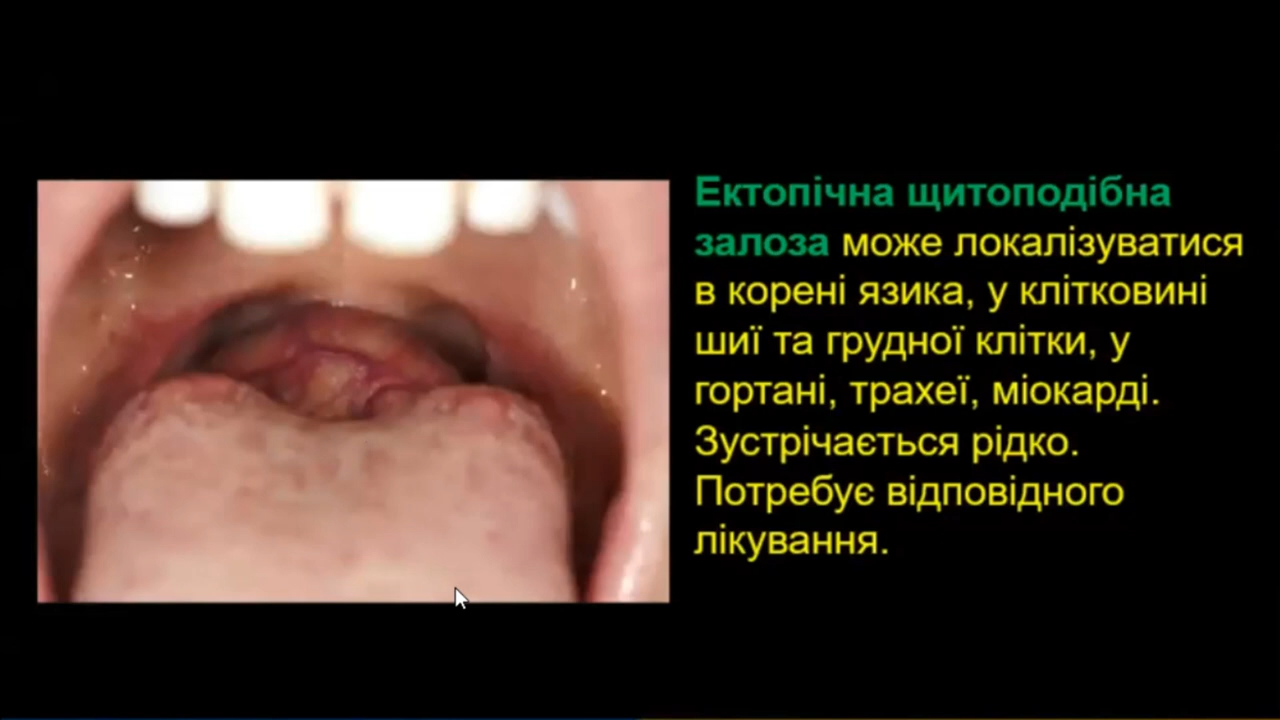 Ектопічна щитоподібна
залоза може локалізуватися
в корені язика, у клітковині
шиї та грудної клітки, у
гортані, трахеї, міокарді.
Зустрічається рідко.
Потребує відповідного
лікування.